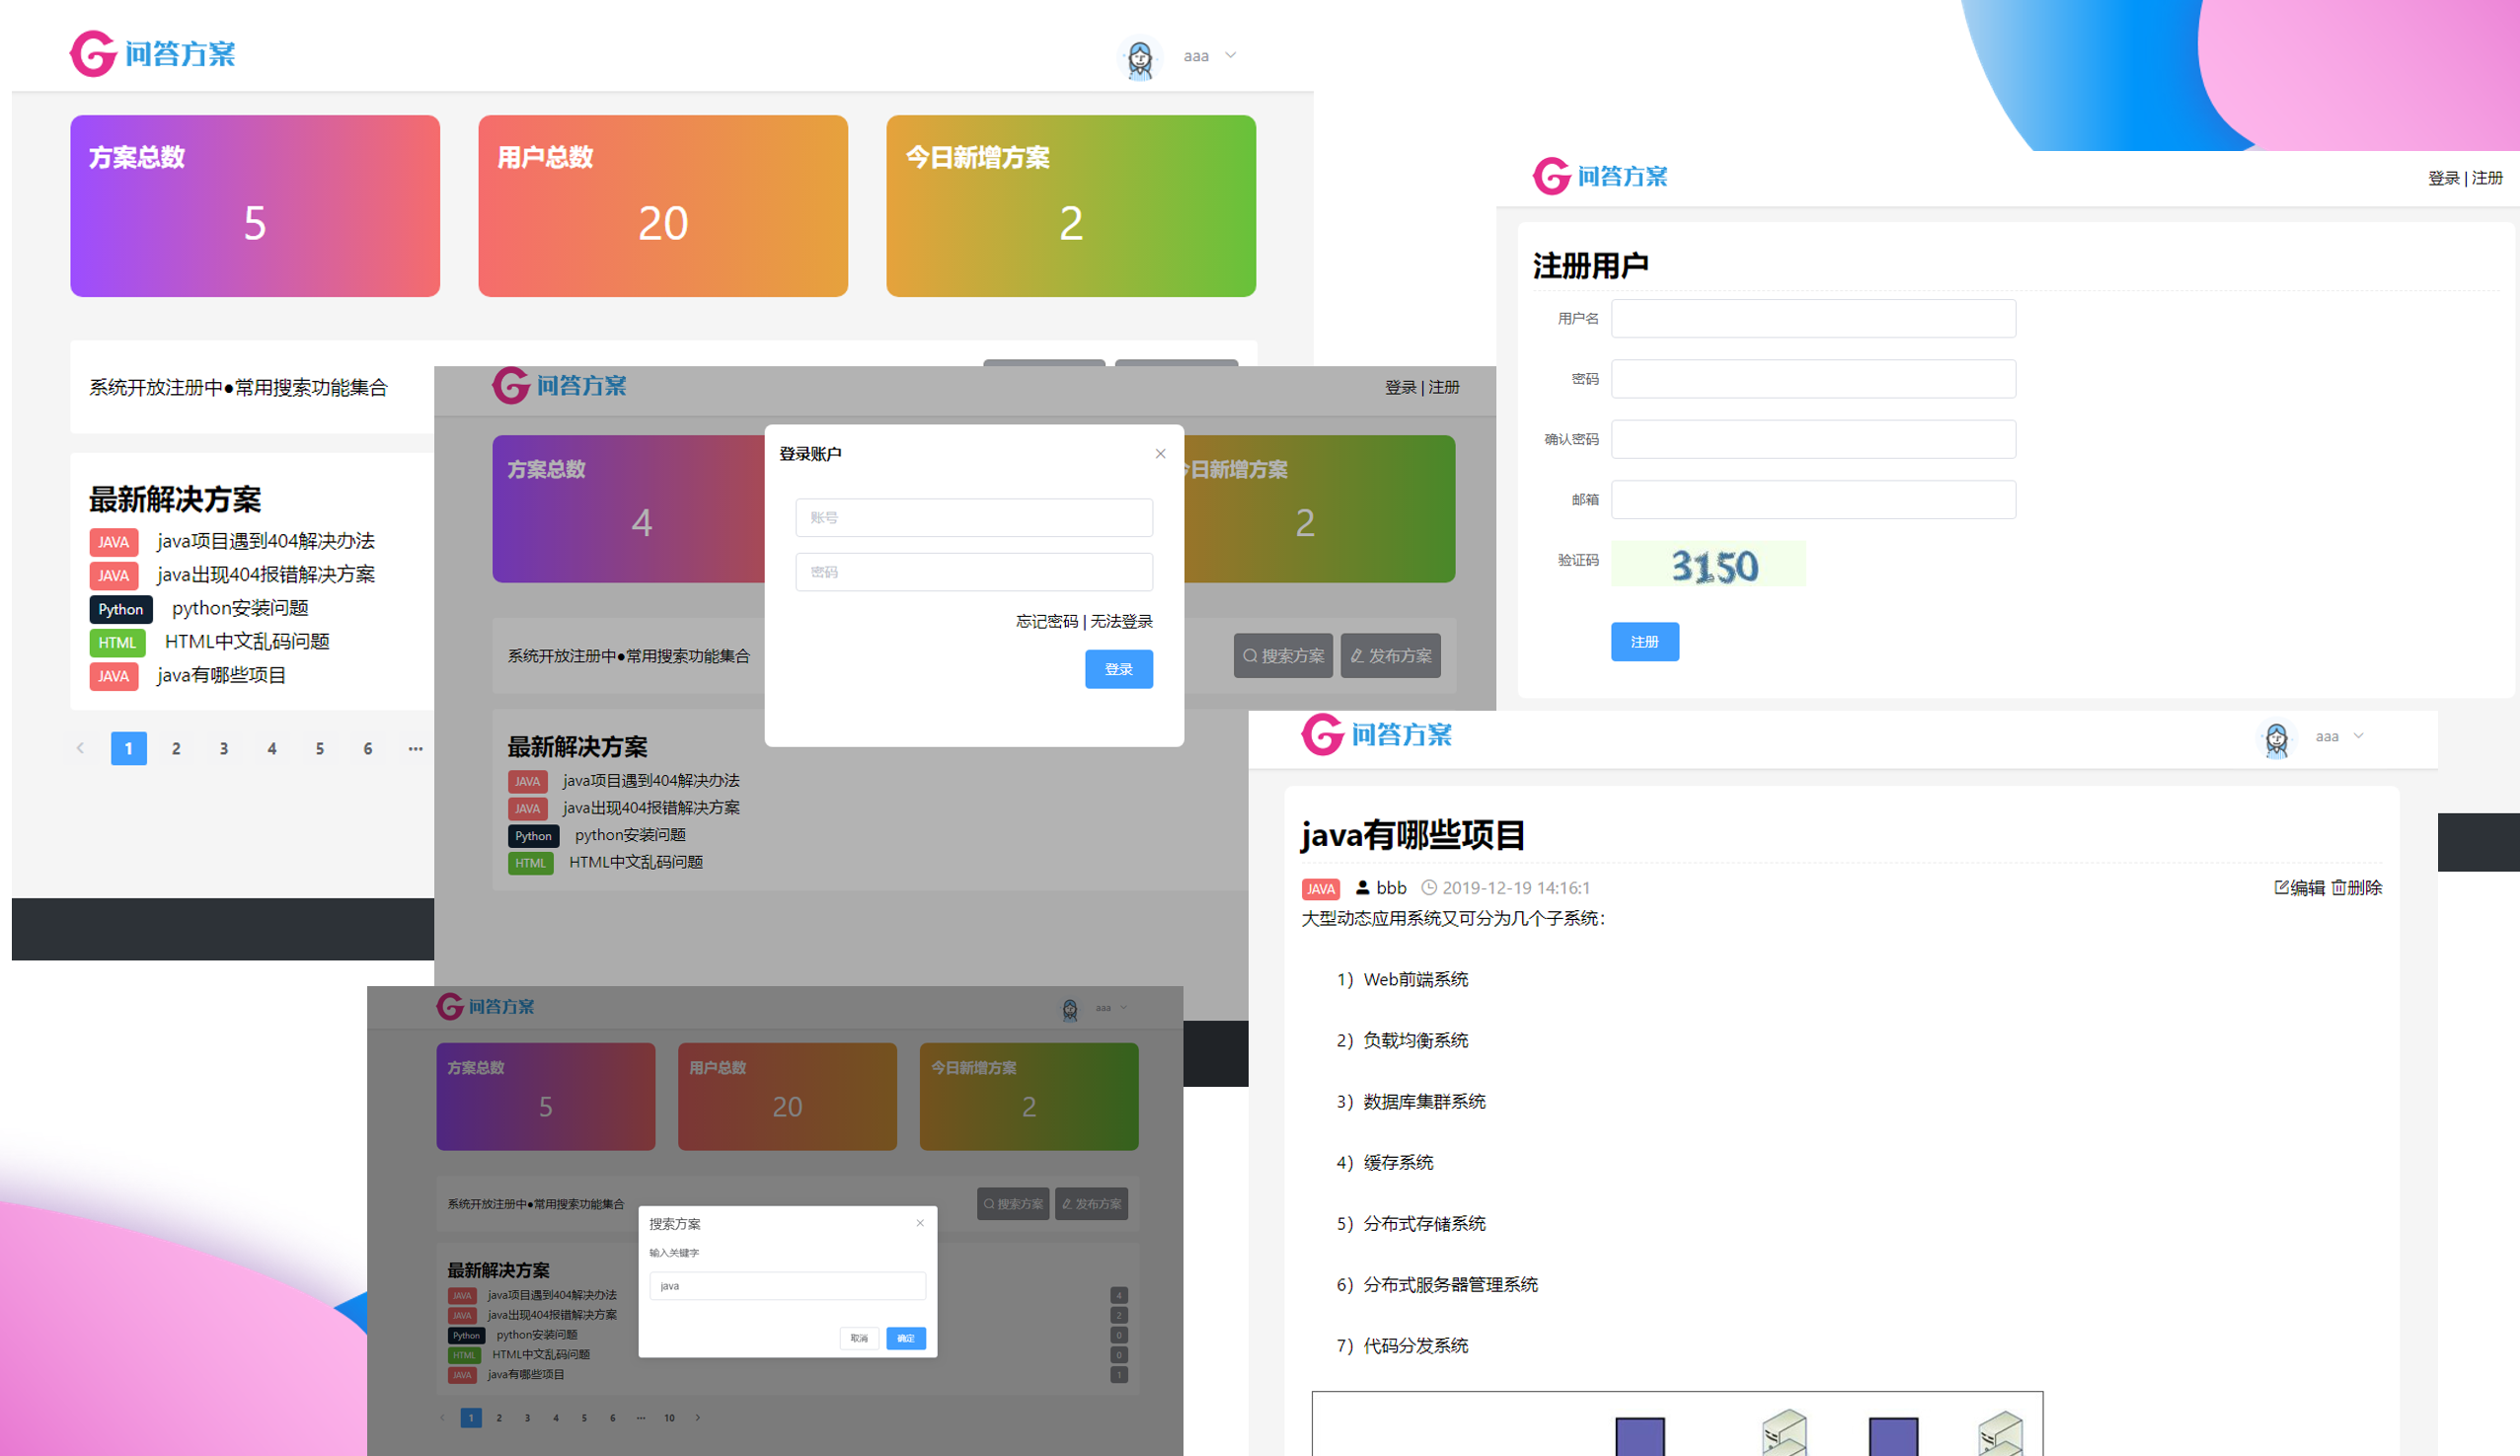 问答方案
aaa
方案总数
5
用户总数
20
今日新增方案
2
系统开放注册中●常用搜索功能集合
最新解决方案
JAVA java项目遇到404解决办法
JAVA java出现404报错解决方案
Python python安装问题
HTML HTML中文乱码问题
JAVA java有哪些项目
1 2 3 4 5 6 ···
问答方案
登录 | 注册
方案总数
4
今日新增方案
2
登录账户
账号
密码
忘记密码 | 无法登录
登录
系统开放注册中●常用搜索功能集合
搜索方案 发布方案
最新解决方案
JAVA java项目遇到404解决办法
JAVA java出现404报错解决方案
Python python安装问题
HTML HTML中文乱码问题
问答方案
登录 | 注册
注册用户
用户名
密码
确认密码
邮箱
验证码 3150
注册
问答方案
aaa
方案总数
5
用户总数
20
今日新增方案
2
系统开放注册中●常用搜索功能集合
搜索方案 发布方案
搜索方案
输入关键字
java
取消 确定
最新解决方案
JAVA java项目遇到404解决办法 4
JAVA java出现404报错解决方案 2
Python python安装问题 0
HTML HTML中文乱码问题 0
JAVA java有哪些项目 1
1 2 3 4 5 6 ··· 10
问答方案
aaa
java有哪些项目
JAVA bbb 2019-12-19 14:16:1
编辑 删除
大型动态应用系统又可分为几个子系统：
1）Web前端系统
2）负载均衡系统
3）数据库集群系统
4）缓存系统
5）分布式存储系统
6）分布式服务器管理系统
7）代码分发系统